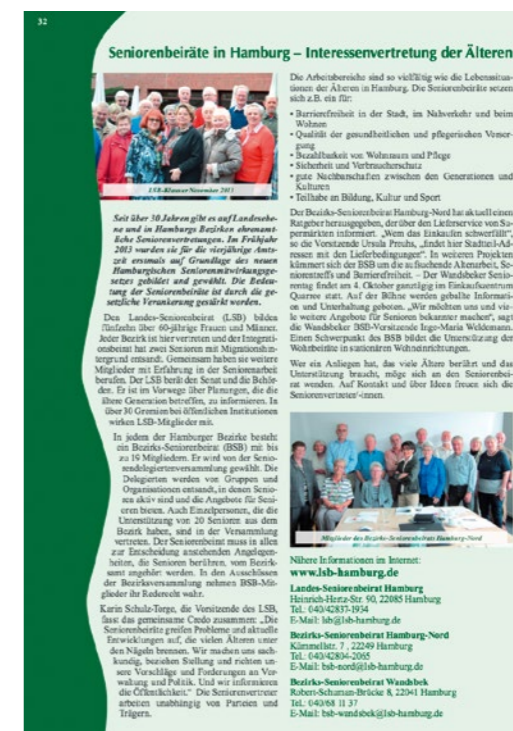 32
Seniorenbeiräte in Hamburg – Interessenvertretung der Älteren
LSB-Klausur November 2013
Seit über 30 Jahren gibt es auf Landesebe-
ne und in Hamburgs Bezirken ehrenamt-
liche Seniorenvertretungen. Im Frühjahr
2013 wurden sie für die vierjährige Amts-
zeit erstmals auf Grundlage des neuen
Hamburgischen Seniorenmitwirkungsge-
setzes gebildet und gewählt. Die Bedeu-
tung der Seniorenbeiräte ist durch die ge-
setzliche Verankerung gestärkt worden.
Den Landes-Seniorenbeirat (LSB) bilden
fünfzehn über 60-jährige Frauen und Männer.
Jeder Bezirk ist hier vertreten und der Integrati-
onsbeirat hat zwei Senioren mit Migrationshin-
tergrund entsandt. Gemeinsam haben sie weitere
Mitglieder mit Erfahrung in der Seniorenarbeit
berufen. Der LSB berät den Senat und die Behör-
den. Er ist im Vorwege über Planungen, die die
ältere Generation betreffen, zu informieren. In
über 30 Gremien bei öffentlichen Institutionen
wirken LSB-Mitglieder mit.
In jedem der Hamburger Bezirke besteht
ein Bezirks-Seniorenbeirat (BSB) mit bis
zu 19 Mitgliedern. Er wird von der Senio-
rendelegiertenversammlung gewählt. Die
Delegierten werden von Gruppen und
Organisationen entsandt, in denen Senio-
ren aktiv sind und die Angebote für Seni-
oren bieten. Auch Einzelpersonen, die die
Unterstützung von 20 Senioren aus dem
Bezirk haben, sind in der Versammlung
vertreten. Der Seniorenbeirat muss in allen
zur Entscheidung anstehenden Angelegen-
heiten, die Senioren berühren, vom Bezirk-
samt angehört werden. In den Ausschüssen
der Bezirksversammlung nehmen BSB-Mit-
glieder ihr Rederecht wahr.
Karin Schulz-Torge, die Vorsitzende des LSB,
fasst das gemeinsame Credo zusammen: „Die
Seniorenbeiräte greifen Probleme und aktuelle
Entwicklungen auf, die vielen Älteren unter
den Nägeln brennen. Wir machen uns sach-
kundig, beziehen Stellung und richten un-
sere Vorschläge und Forderungen an Ver-
waltung und Politik. Und wir informieren
die Öffentlichkeit.“ Die Seniorenvertreter
arbeiten unabhängig von Parteien und
Trägern.
Die Arbeitsbereiche sind so vielfältig wie die Lebenssitua-
tionen der Älteren in Hamburg. Die Seniorenbeiräte setzen
sich z.B. ein für:
• Barrierefreiheit in der Stadt, im Nahverkehr und beim
Wohnen
• Qualität der gesundheitlichen und pflegerischen Versor-
gung
• Bezahlbarkeit von Wohnraum und Pflege
• Sicherheit und Verbraucherschutz
• gute Nachbarschaften zwischen den Generationen und
Kulturen
• Teilhabe an Bildung, Kultur und Sport
Der Bezirks-Seniorenbeirat Hamburg-Nord hat aktuell einen
Ratgeber herausgegeben, der über den Lieferservice von Su-
permärkten informiert. „Wem das Einkaufen schwerfällt“,
so die Vorsitzende Ursula Preuhs, „findet hier Stadtteil-Ad-
ressen mit den Lieferbedingungen“. In weiteren Projekten
kümmert sich der BSB um die aufsuchende Altenarbeit, Se-
niorentreffs und Barrierefreiheit. – Der Wandsbeker Senio-
rentag findet am 4. Oktober ganztägig im Einkaufszentrum
Quarree statt. Auf der Bühne werden geballte Informati-
on und Unterhaltung geboten. „Wir möchten uns und vie-
le weitere Angebote für Senioren bekannter machen“, sagt
die Wandsbeker BSB-Vorsitzende Inge-Maria Weldemann.
Einen Schwerpunkt des BSB bildet die Unterstützung der
Wohnbeiräte in stationären Wohneinrichtungen.
Wer ein Anliegen hat, das viele Ältere berührt und das
Unterstützung braucht, möge sich an den Seniorenbei-
rat wenden. Auf Kontakt und über Ideen freuen sich die
Seniorenvertreter/-innen.
Mitglieder des Bezirks-Seniorenbeirats Hamburg-Nord
Nähere Informationen im Internet:
www.lsb-hamburg.de
Landes-Seniorenbeirat Hamburg
Heinrich-Hertz-Str. 90, 22085 Hamburg
Tel.: 040/42837-1934
E-Mail: lsb@lsb-hamburg.de
Bezirks-Seniorenbeirat Hamburg-Nord
Kümmellstr. 7 , 22249 Hamburg
Tel.: 040/42804-2065
E-Mail: bsb-nord@lsb-hamburg.de
Bezirks-Seniorenbeirat Wandsbek
Robert-Schuman-Brücke 8, 22041 Hamburg
Tel.: 040/68 11 37
E-Mail: bsb-wandsbek@lsb-hamburg.de